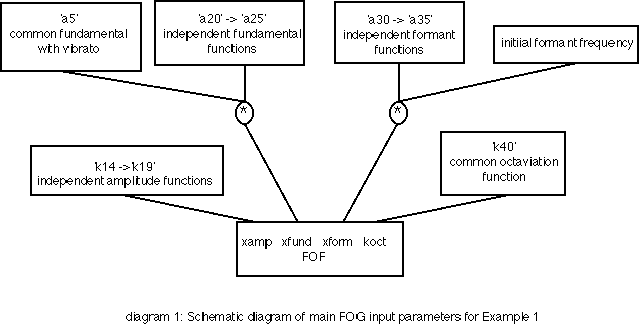 'a5'
common fundamental
with vibrato
'a20' -> 'a25'
independent fundamental
functions
'a30 -> 'a35'
independent formant
functions
initiial formant frequency
*
*
'k14 ->'k19'
independent amplitude functions
'k40'
common octaviation
function
xamp xfund xform koct
FOF
diagram 1: Schematic diagram of main FOG input parameters for Example 1